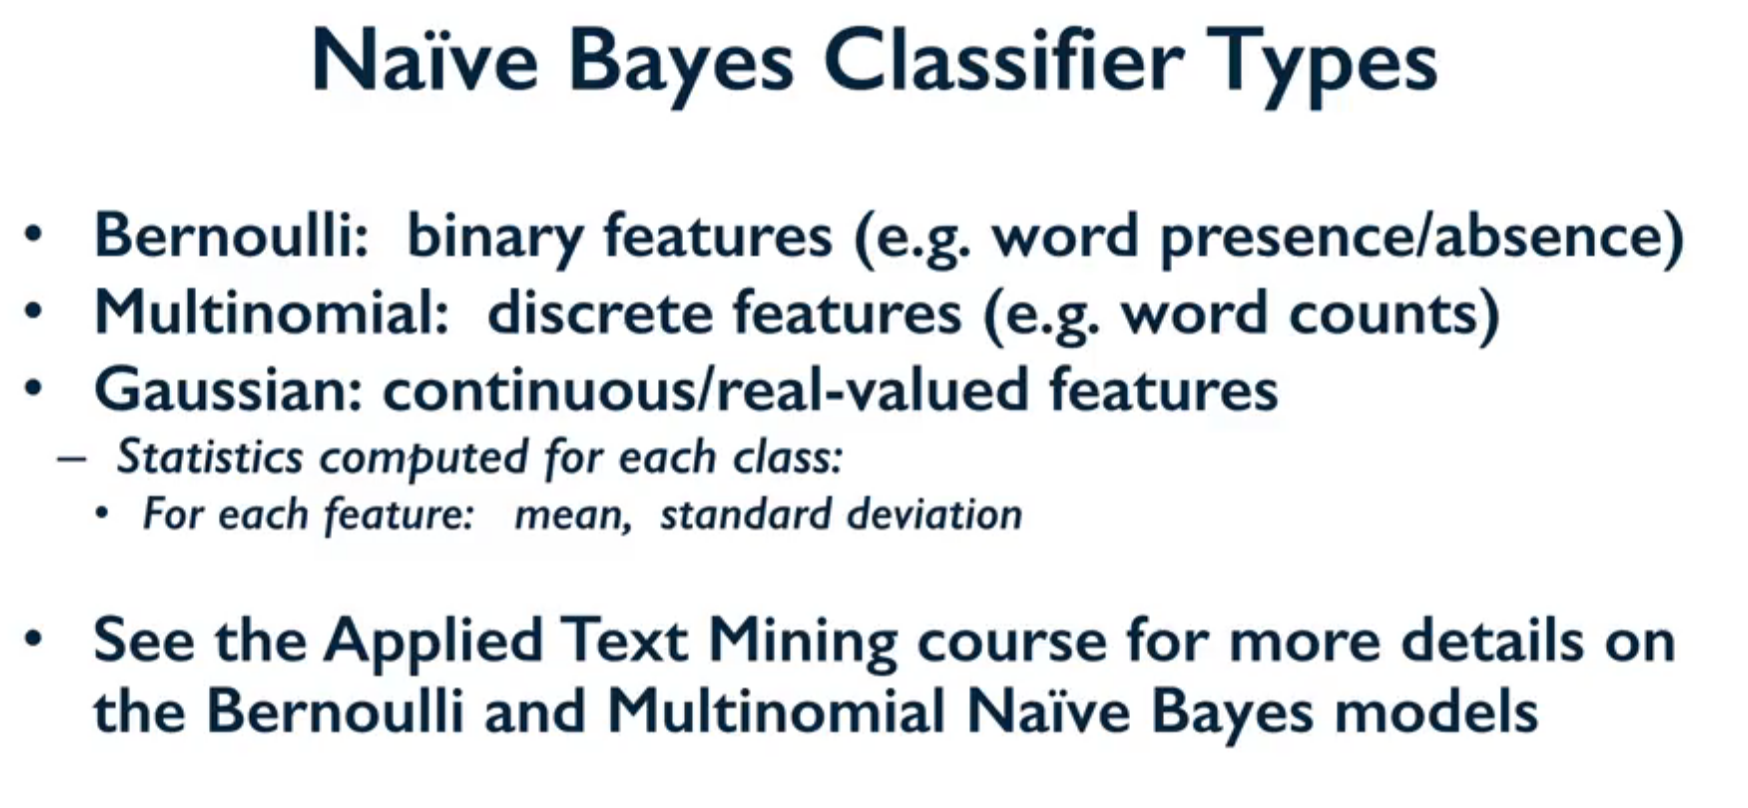 Naïve Bayes Classifier Types
• Bernoulli: binary features (e.g. word presence/absence)
• Multinomial: discrete features (e.g. word counts)
• Gaussian: continuous/real-valued features
– Statistics computed for each class:
• For each feature: mean, standard deviation
• See the Applied Text Mining course for more details on
the Bernoulli and Multinomial Naïve Bayes models